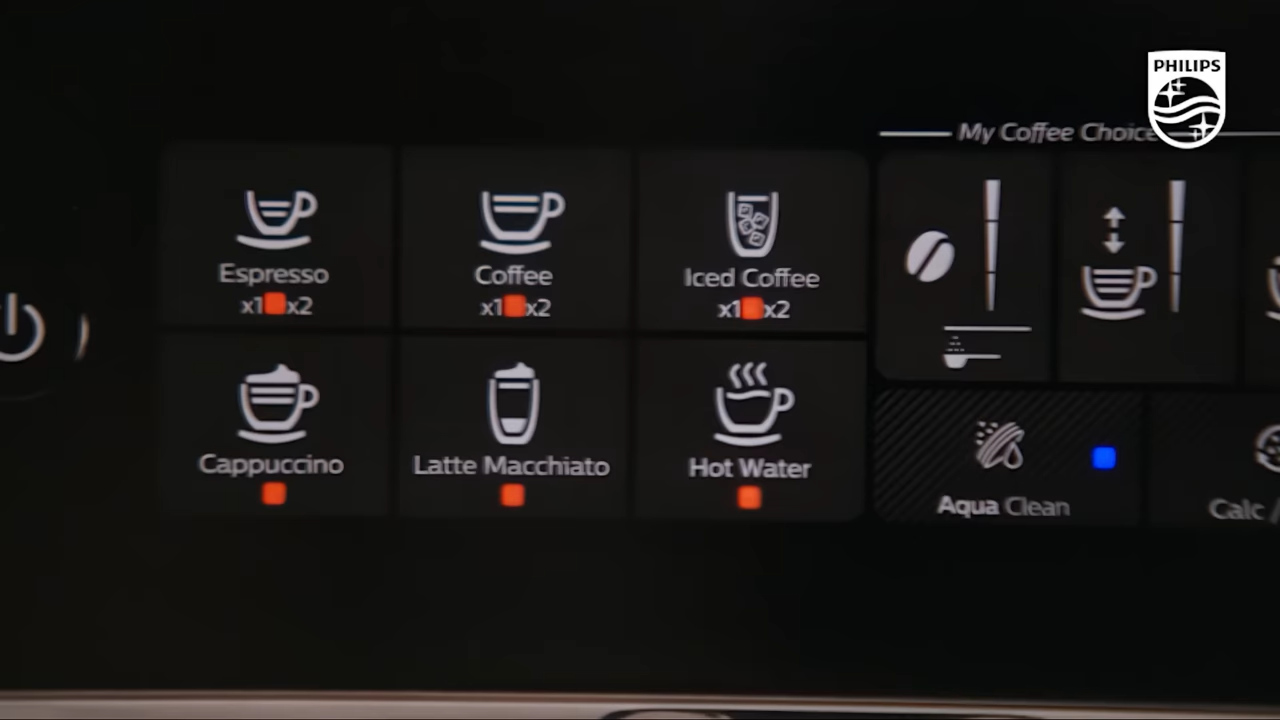 PHILIPS
My Coffee Choice
Espresso
x1 x2
Coffee
x1 x2
Iced Coffee
x1 x2
Cappuccino
Latte Macchiato
Hot Water
Aqua Clean
Calc /